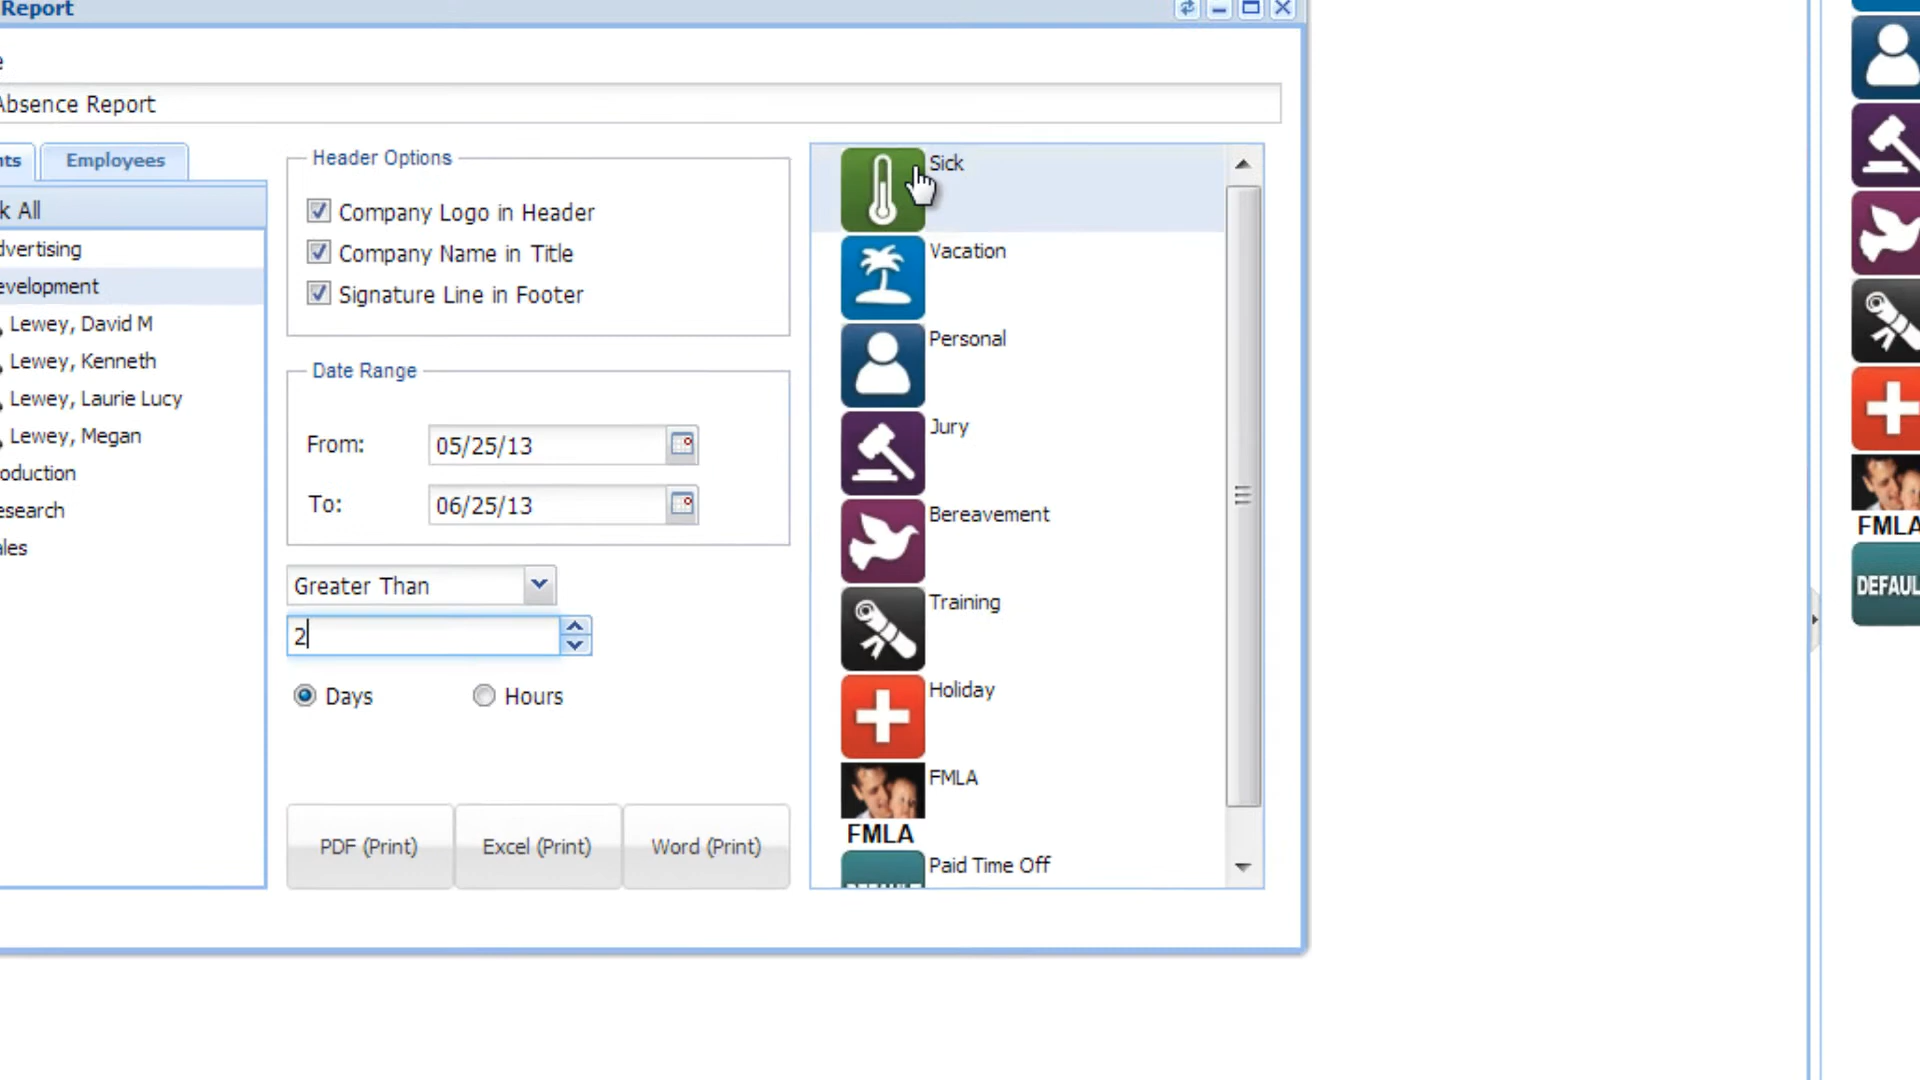 Report
Absence Report
Employees
Header Options
Company Logo in Header
Company Name in Title
Signature Line in Footer
k All
dvertising
evelopment
Lewey, David M
Lewey, Kenneth
Lewey, Laurie Lucy
Lewey, Megan
oduction
esearch
ales
Date Range
From: 05/25/13
To: 06/25/13
Greater Than
2
Days Hours
PDF (Print) Excel (Print) Word (Print)
Sick
Vacation
Personal
Jury
Bereavement
Training
Holiday
FMLA
FMLA
Paid Time Off
FMLA
DEFAUL